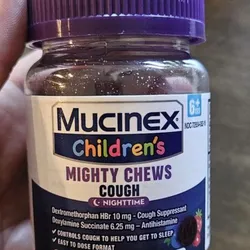 6+
Mucinex
Children's
MIGHTY CHEWS
COUGH
NIGHTTIME
Dextromethorphan HBr 10 mg - Cough Suppressant
Doxylamine Succinate 6.25 mg - Antihistamine
✓ CONTROLS COUGH TO HELP YOU GET TO SLEEP
✓ EASY TO DOSE FORMAT